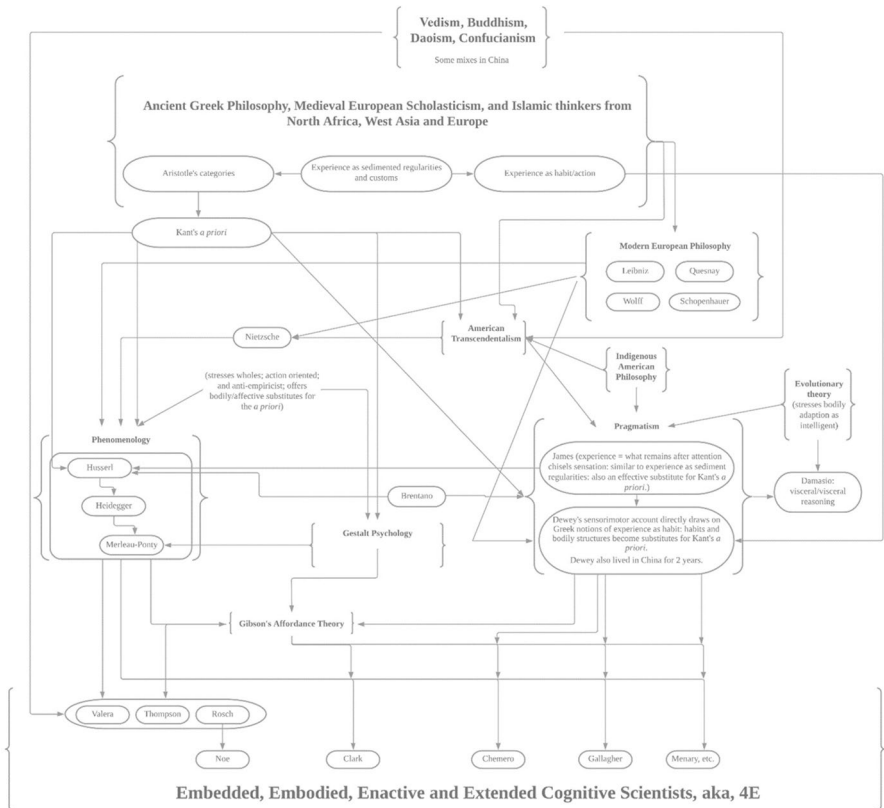 Vedism, Buddhism,
Daoism, Confucianism
Some mixes in China
Ancient Greek Philosophy, Medieval European Scholasticism, and Islamic thinkers from
North Africa, West Asia and Europe
Aristotle's categories
Experience as sedimented regularities
and customs
Experience as habit/action
Kant's a priori
Modern European Philosophy
Leibniz
Quesnay
Wolff
Schopenhauer
American
Transcendentalism
Nietzsche
Indigenous
American
Philosophy
(stresses wholes; action oriented;
and anti-empiricist; offers
bodily/affective substitutes for
the a priori)
Evolutionary
theory
(stresses bodily
adaption as
intelligent)
Phenomenology
Pragmatism
Husserl
James (experience = what remains after attention
chisels sensation: similar to experience as sediment
regularities: also an effective substitute for Kant's a
priori.)
Heidegger
Brentano
Damasio:
visceral/visceral
reasoning
Merleau-Ponty
Gestalt Psychology
Dewey's sensorimotor account directly draws on
Greek notions of experience as habit: habits and
bodily structures become substitutes for Kant's a
priori.
Dewey also lived in China for 2 years.
Gibson's Affordance Theory
Valera
Thompson
Rosch
Noe
Clark
Chemero
Gallagher
Menary, etc.
Embedded, Embodied, Enactive and Extended Cognitive Scientists, aka, 4E